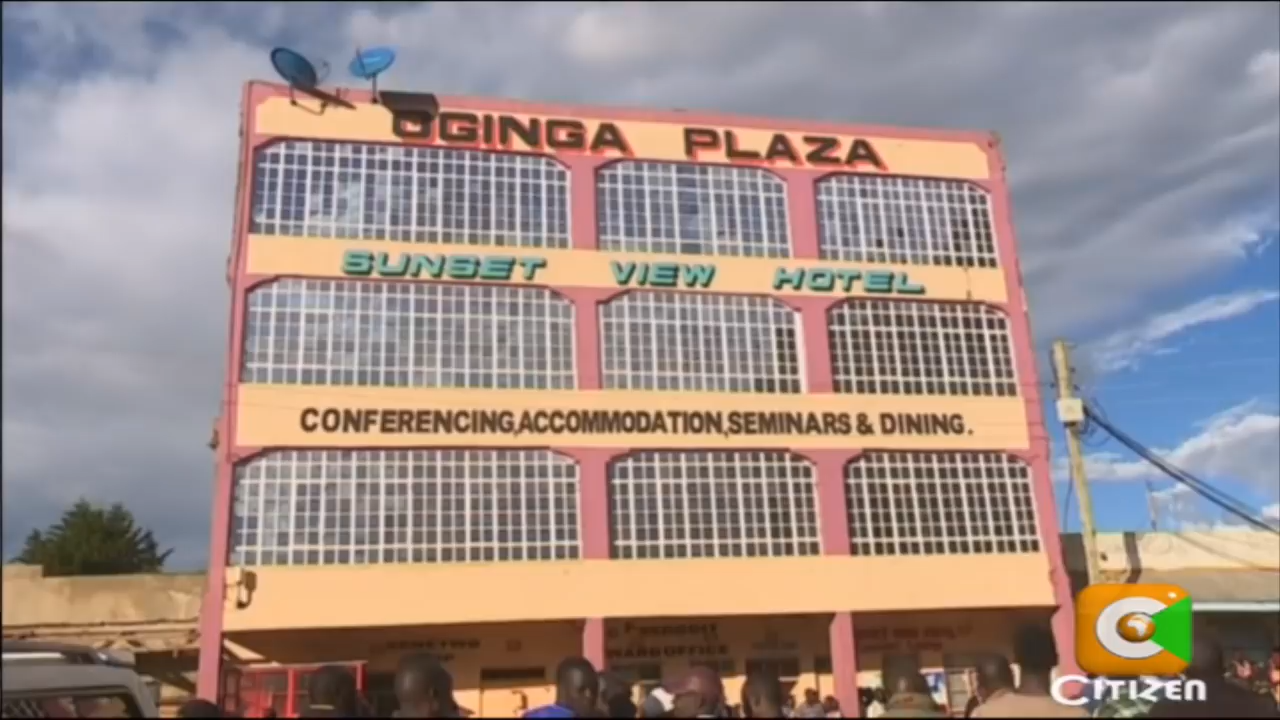 OGINGA PLAZA
SUNSET VIEW HOTEL
CONFERENCING,ACCOMMODATION,SEMINARS & DINING.
CITIZEN